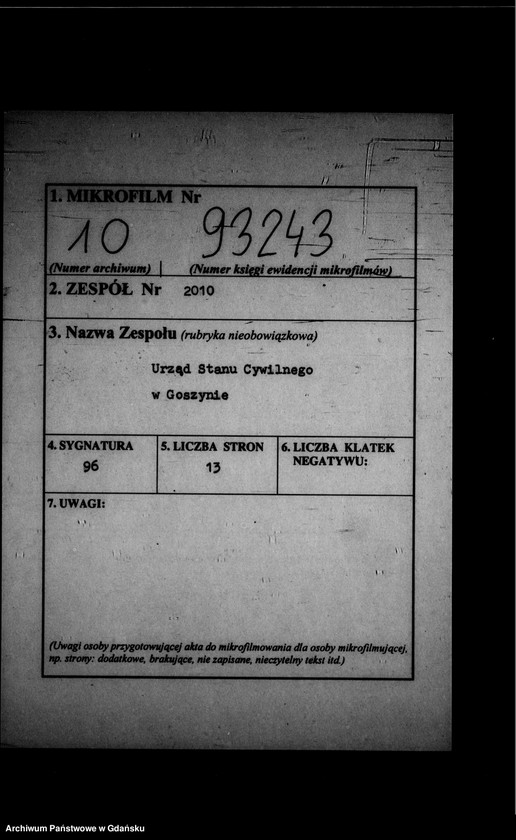 1. MIKROFILM Nr
10 93243
(Numer archiwum) (Numer księgi ewidencji mikrofilmów)
2. ZESPÓŁ Nr 2010
3. Nazwa Zespołu (rubryka nieobowiązkowa)
Urząd Stanu Cywilnego
w Goszynie
4. SYGNATURA 5. LICZBA STRON 6. LICZBA KLATEK
NEGATYWU:
96 13
7. UWAGI:
(Uwagi osoby przygotowującej akta do mikrofilmowania dla osoby mikrofilmującej,
np. strony: dodatkowe, brakujące, nie zapisane, nieczytelny tekst itd.)
Archiwum Państwowe w Gdańsku